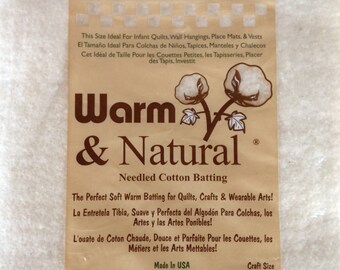 This Size Ideal For Infant Quilts, Wall Hangings, Place Mats, & Vests
El Tamaño Ideal Para Colchas de Niños, Tapices, Manteles y Chalecos
Cet Idéal de Taille Pour les Couettes Petites, les Tapisseries, Placer
des Tapis, Investit
Warm
& Natural ®
Needled Cotton Batting
The Perfect Soft Warm Batting for Quilts, Crafts & Wearable Arts!
La Entretela Tibia, Suave y Perfecta del Algodón Para Colchas, los
Artes y las Artes Ponibles!
L'ouate de Coton Chaude, Douce et Parfaite Pour les Couettes, les
Métiers et les Arts Mettables!
Made In USA
Craft Size